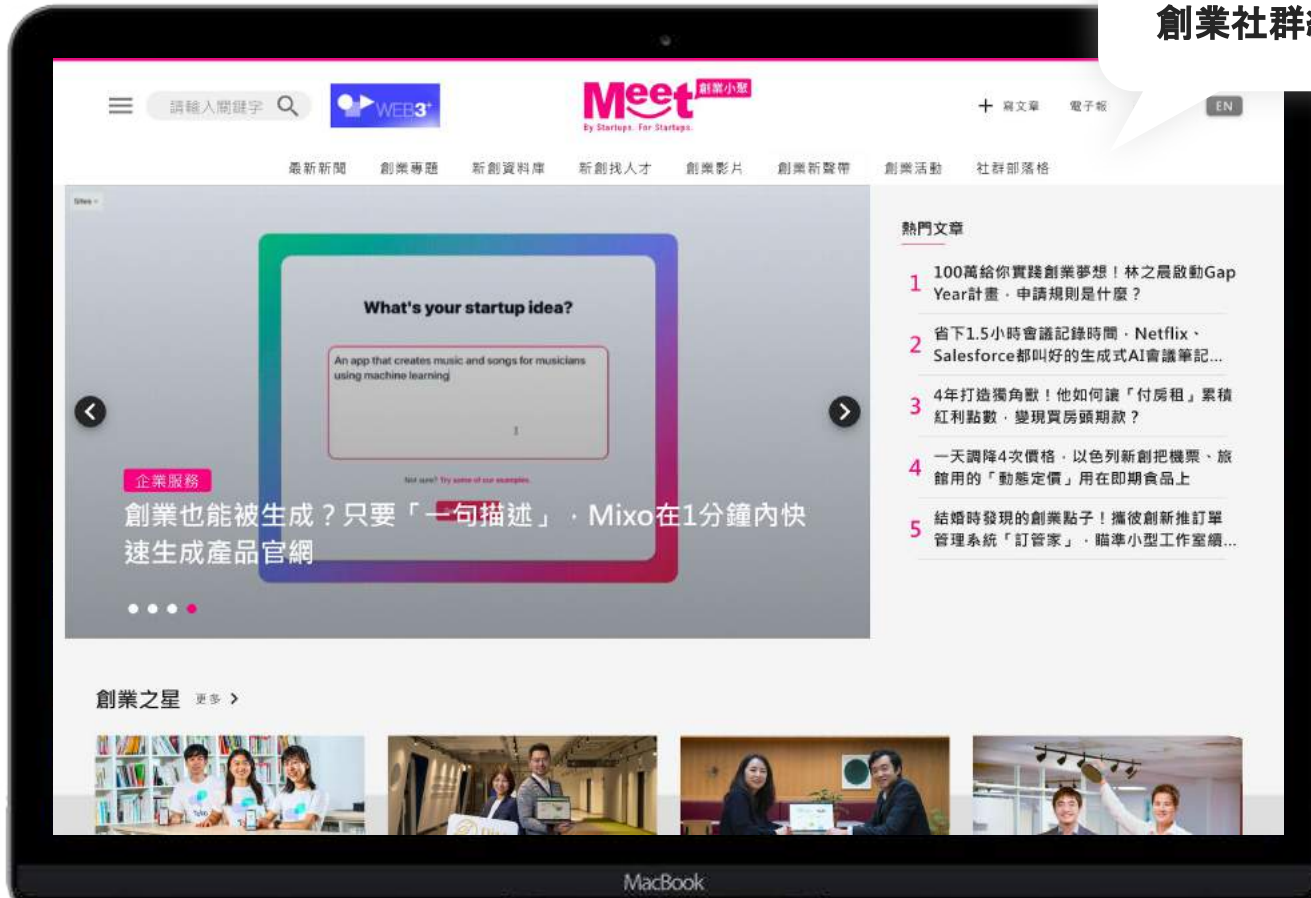 創業社群
請輸入關鍵字
WEB3+
Meet
創業小聚
By Startups. For Startups.
寫文章
電子報
EN
最新新聞
創業專題
新創資料庫
新創找人才
創業影片
創業新聲帶
創業活動
社群部落格
Sites
What's your startup idea?
An app that creates music and songs for musicians
using machine learning
Not sure? Try some of our examples.
企業服務
創業也能被生成？只要「一句描述」，Mixo在1分鐘內快
速生成產品官網
熱門文章
1
100萬給你實踐創業夢想！林之晨啟動Gap
Year計畫，申請規則是什麼？
2
省下1.5小時會議記錄時間，Netflix、
Salesforce都叫好的生成式AI會議筆記...
3
4年打造獨角獸！他如何讓「付房租」累積
紅利點數，變現買房頭期款？
4
一天調降4次價格，以色列新創把機票、旅
館用的「動態定價」用在即期食品上
5
結婚時發現的創業點子！攜彼創新推訂單
管理系統「訂管家」，瞄準小型工作室續...
創業之星
更多
MacBook